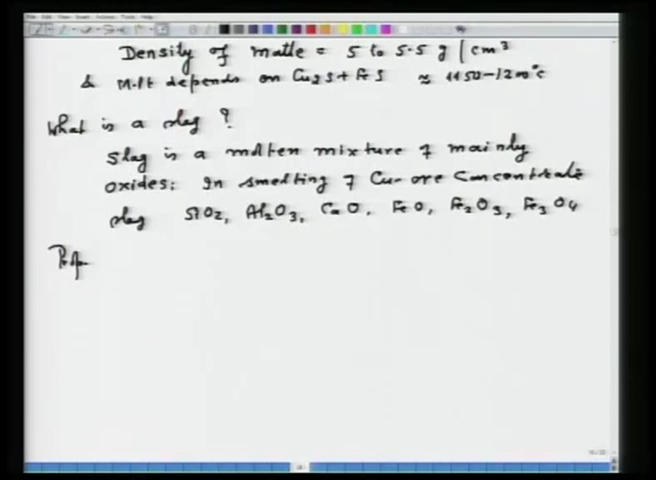 Density of matte = 5 to 5.5 g/cm³
& M.Pt depends on Cu2S + FeS ≈ 1150-1200°C
What is a slag ?
Slag is a molten mixture of mainly
oxides: In smelting of Cu-ore Concentrate
slag SiO2, Al2O3, CaO, FeO, Fe2O3, Fe3O4